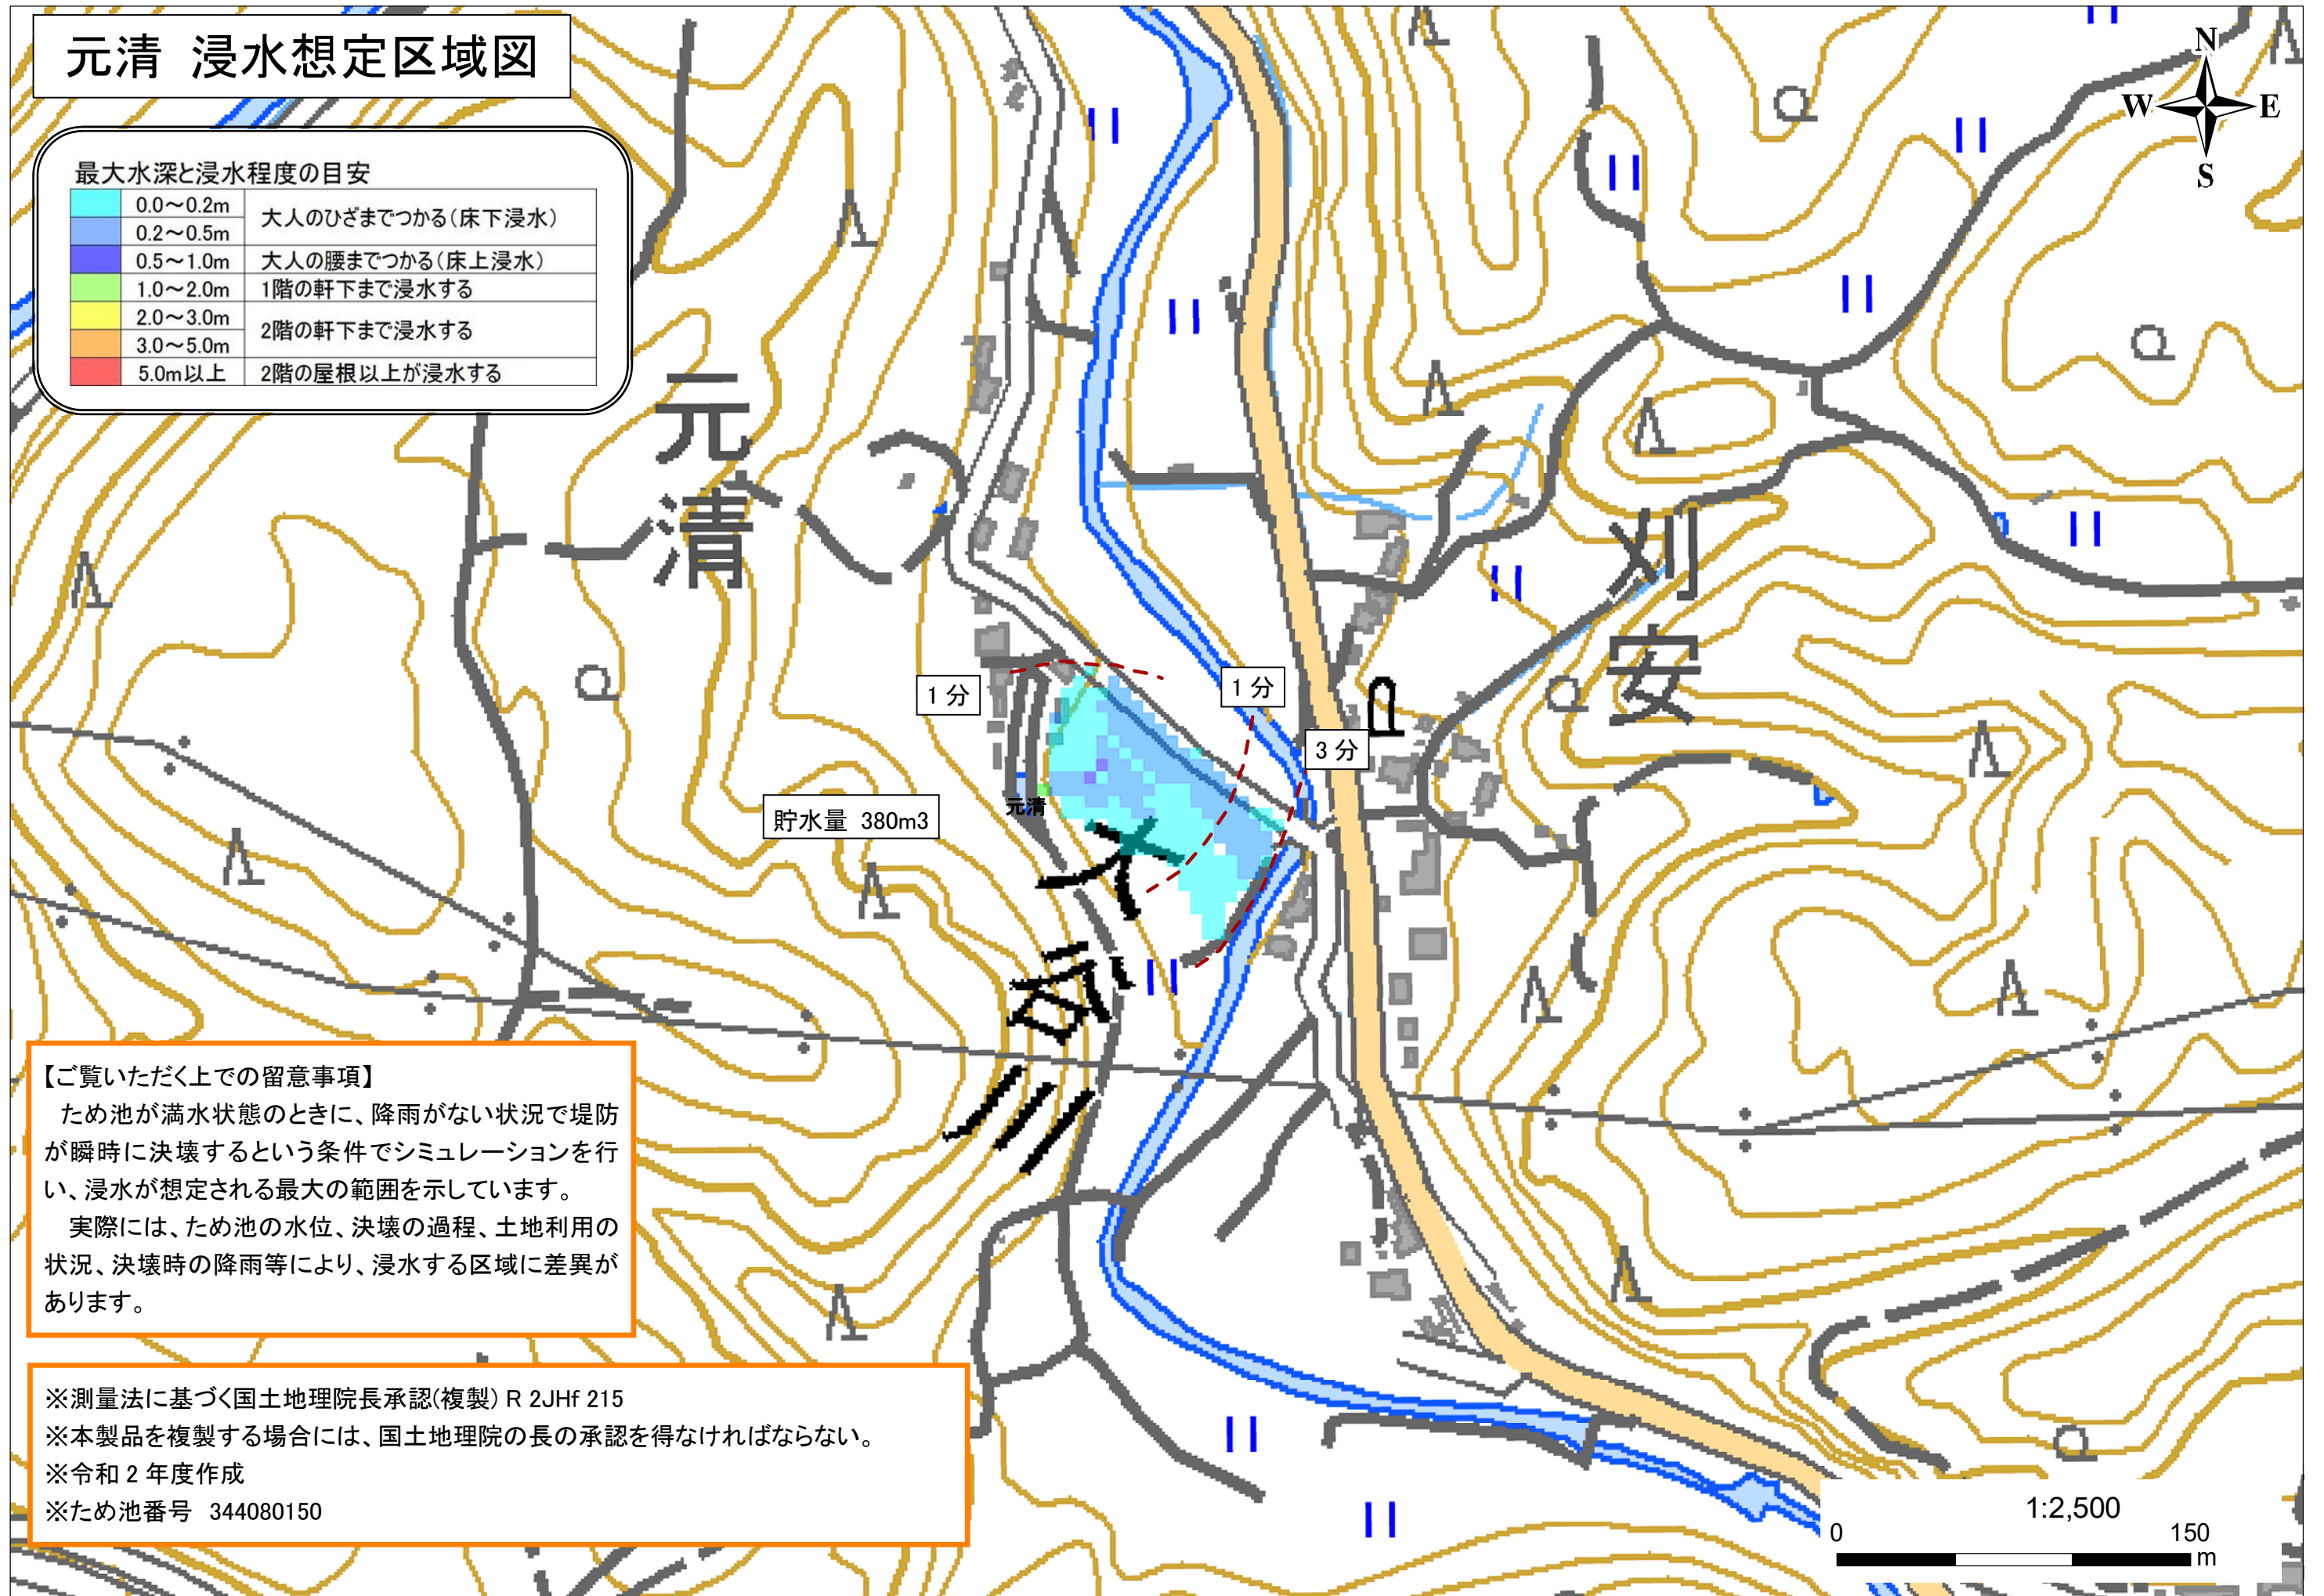 元清 浸水想定区域図
N
W
E
S
最大水深と浸水程度の目安
0.0～0.2m
大人のひざまでつかる(床下浸水)
0.2～0.5m
0.5～1.0m 大人の腰までつかる(床上浸水)
1.0～2.0m 1階の軒下まで浸水する
2.0～3.0m
2階の軒下まで浸水する
3.0～5.0m
5.0m以上 2階の屋根以上が浸水する
元清
刈安
1分
1分
3分
元清
貯水量 380m3
大谷川
【ご覧いただく上での留意事項】
ため池が満水状態のときに、降雨がない状況で堤防
が瞬時に決壊するという条件でシミュレーションを行
い、浸水が想定される最大の範囲を示しています。
実際には、ため池の水位、決壊の過程、土地利用の
状況、決壊時の降雨等により、浸水する区域に差異が
あります。
※測量法に基づく国土地理院長承認(複製) R 2JHf 215
※本製品を複製する場合には、国土地理院の長の承認を得なければならない。
※令和２年度作成
※ため池番号 344080150
1:2,500
0 150
m